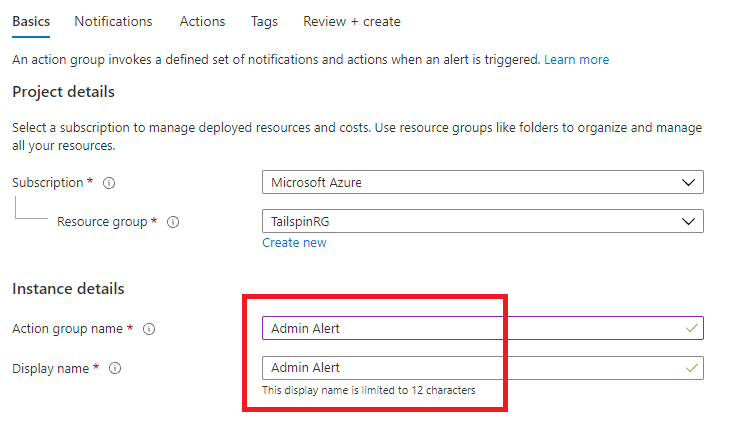 Basics Notifications Actions Tags Review + create
An action group invokes a defined set of notifications and actions when an alert is triggered. Learn more
Project details
Select a subscription to manage deployed resources and costs. Use resource groups like folders to organize and manage
all your resources.
Subscription * Microsoft Azure
Resource group * TailspinRG
Create new
Instance details
Action group name * Admin Alert
Display name * Admin Alert
This display name is limited to 12 characters